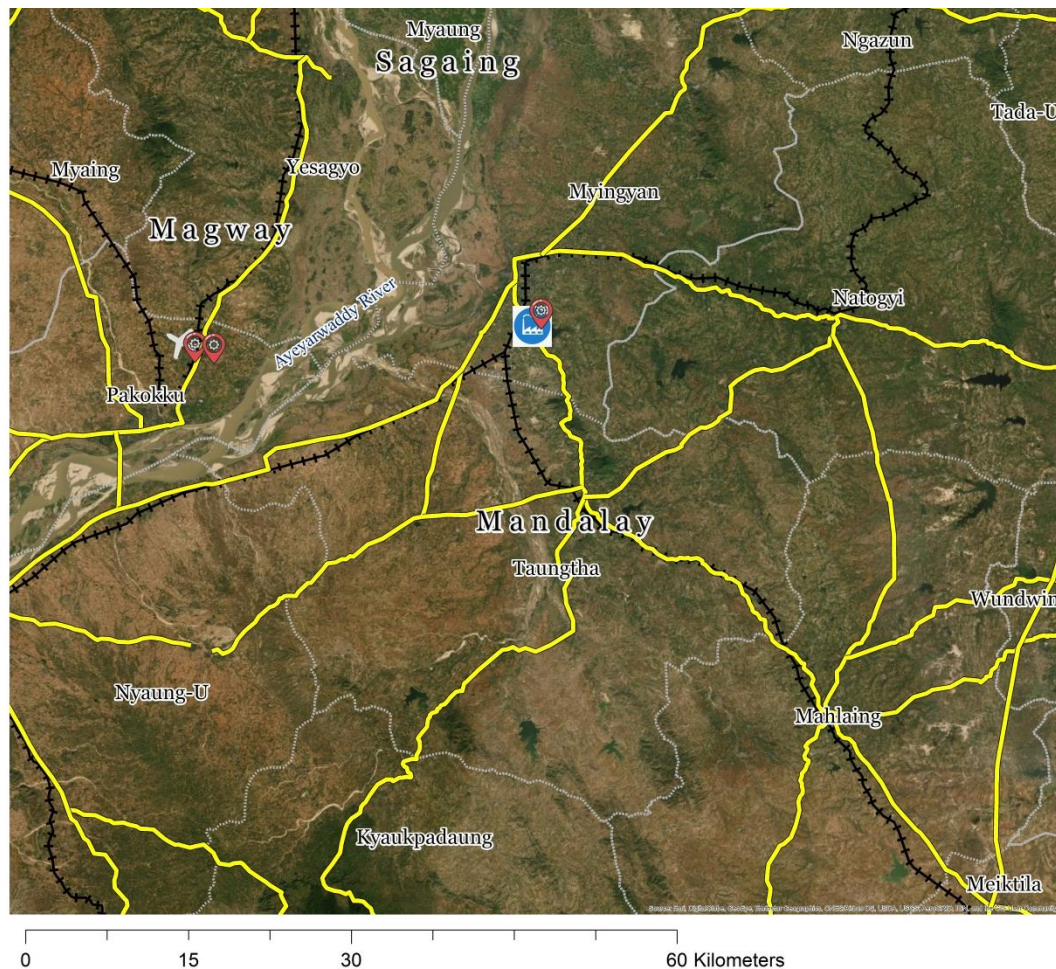 Myaung
Ngazun
Sagaing
Tada-U
Myaing
Yesagyo
Myingyan
Magway
Ayeyarwaddy River
Natogyi
Pakokku
Mandalay
Taungtha
Wundwin
Nyaung-U
Mahlaing
Kyaukpadaung
Meiktila
0 15 30 60 Kilometers